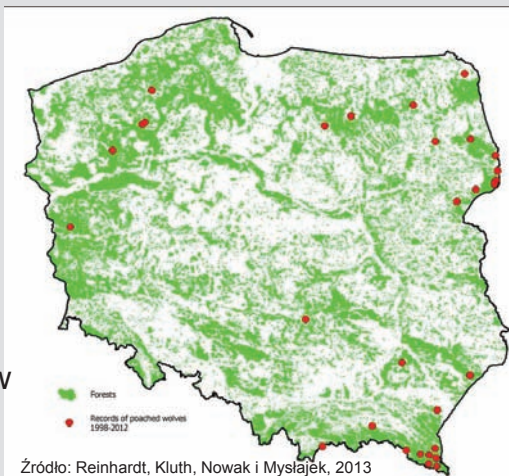 w
Forests
Records of poached wolves
1998-2012
Źródło: Reinhardt, Kluth, Nowak i Mysłajek, 2013